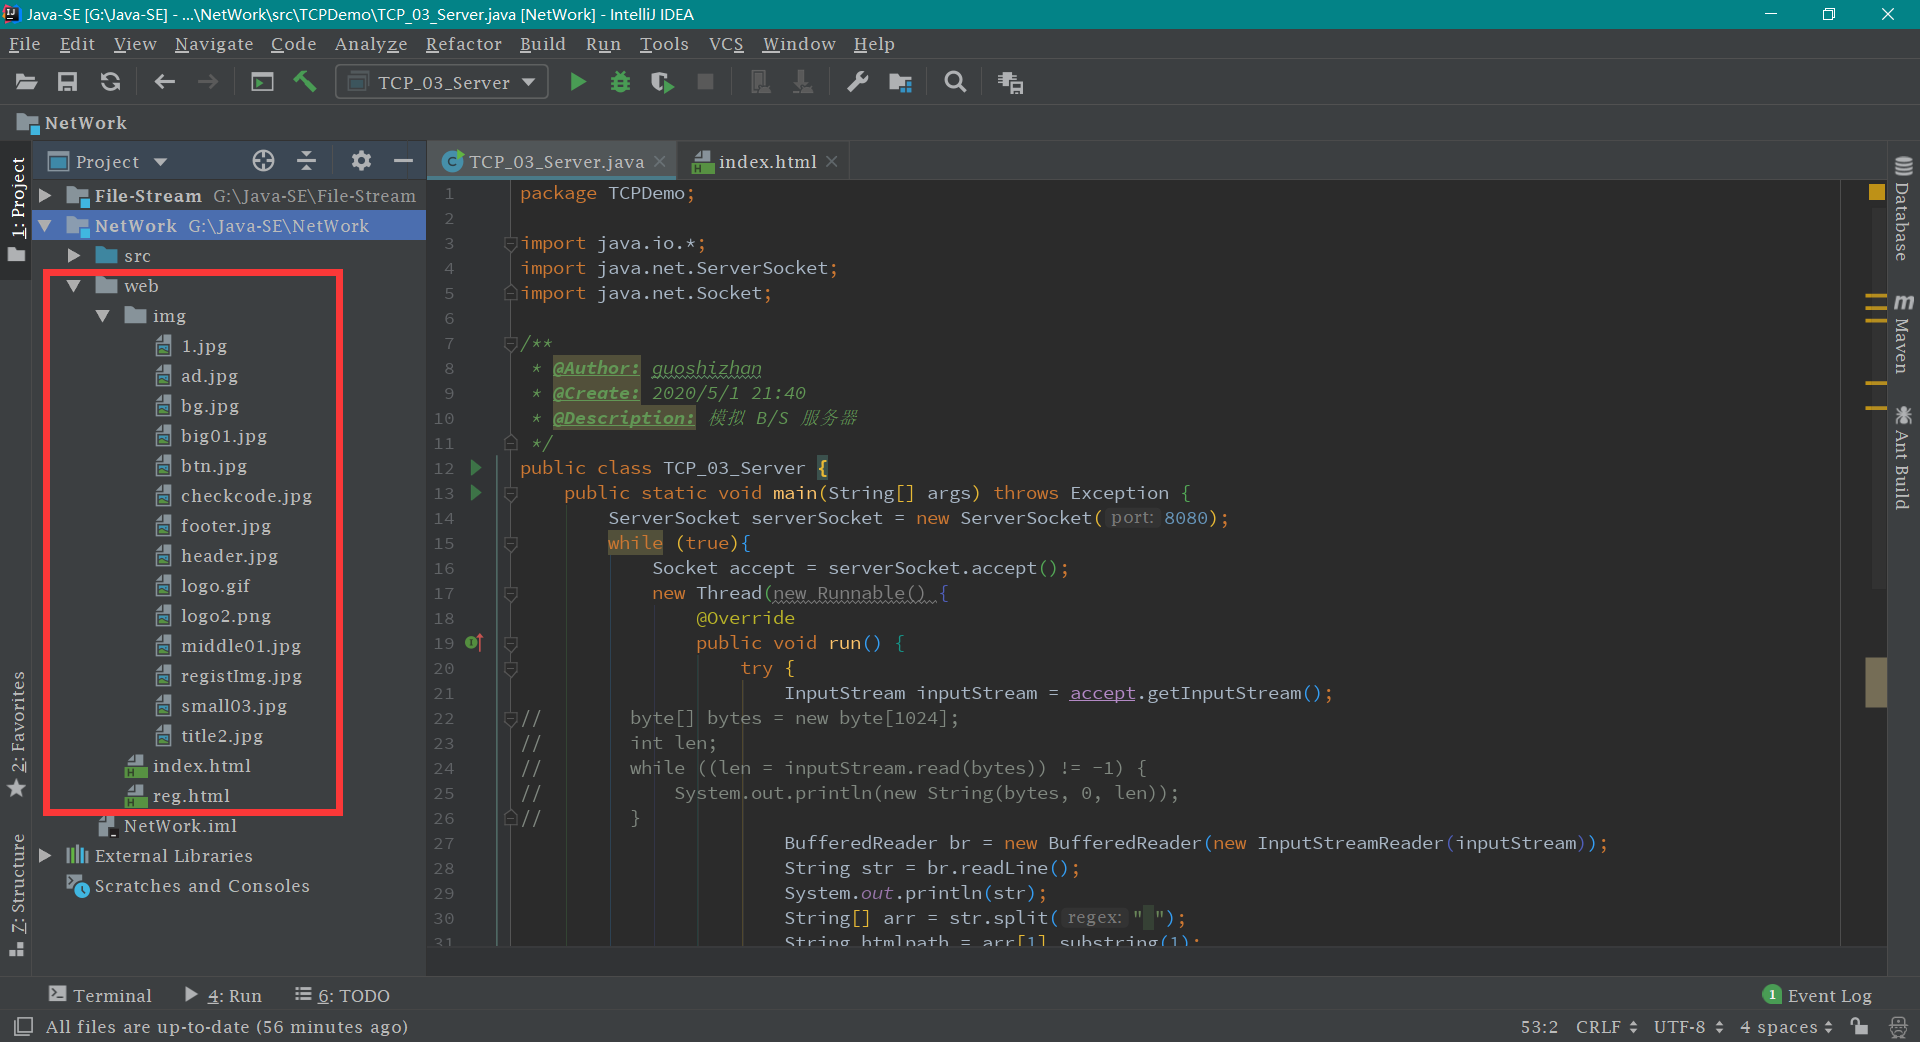 Java-SE [G:\Java-SE] - ...\NetWork\src\TCPDemo\TCP_03_Server.java [NetWork] - IntelliJ IDEA
File Edit View Navigate Code Analyze Refactor Build Run Tools VCS Window Help
TCP_03_Server
NetWork
1: Project
2: Favorites
Z: Structure
Project
File-Stream G:\Java-SE\File-Stream
NetWork G:\Java-SE\NetWork
src
web
img
1.jpg
ad.jpg
bg.jpg
big01.jpg
btn.jpg
checkcode.jpg
footer.jpg
header.jpg
logo.gif
logo2.png
middle01.jpg
registImg.jpg
small03.jpg
title2.jpg
index.html
reg.html
NetWork.iml
External Libraries
Scratches and Consoles
TCP_03_Server.java index.html
1 package TCPDemo;
2
3 import java.io.*;
4 import java.net.ServerSocket;
5 import java.net.Socket;
6
7 /**
8 * @Author: guoshizhan
9 * @Create: 2020/5/1 21:40
10 * @Description: 模拟 B/S 服务器
11 */
12 public class TCP_03_Server {
13 public static void main(String[] args) throws Exception {
14 ServerSocket serverSocket = new ServerSocket( port: 8080);
15 while (true){
16 Socket accept = serverSocket.accept();
17 new Thread(new Runnable() {
18 @Override
19 public void run() {
20 try {
21 InputStream inputStream = accept.getInputStream();
22 // byte[] bytes = new byte[1024];
23 // int len;
24 // while ((len = inputStream.read(bytes)) != -1) {
25 // System.out.println(new String(bytes, 0, len));
26 // }
27 BufferedReader br = new BufferedReader(new InputStreamReader(inputStream));
28 String str = br.readLine();
29 System.out.println(str);
30 String[] arr = str.split( regex: " ");
31 String htmlpath = arr[1].substring(1);
Database
Maven
Ant Build
Terminal 4: Run 6: TODO 1 Event Log
All files are up-to-date (56 minutes ago) 53:2 CRLF UTF-8 4 spaces